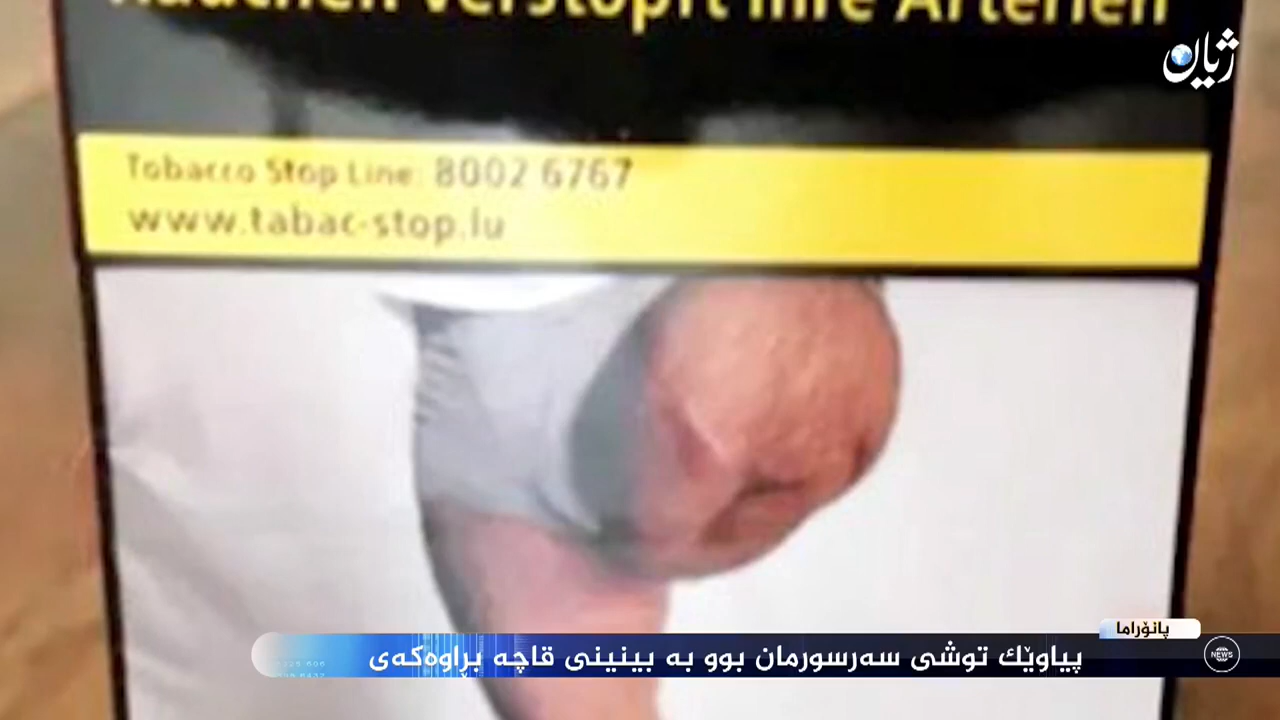 Rauchen verstopft Ihre Arterien
ژیان
Tobacco Stop Line: 8002 6767
www.tabac-stop.lu
پانۆراما
پیاوێك توشی سەرسورمان بوو بە بینینی قاچە بڕاوەکەی
NEWS